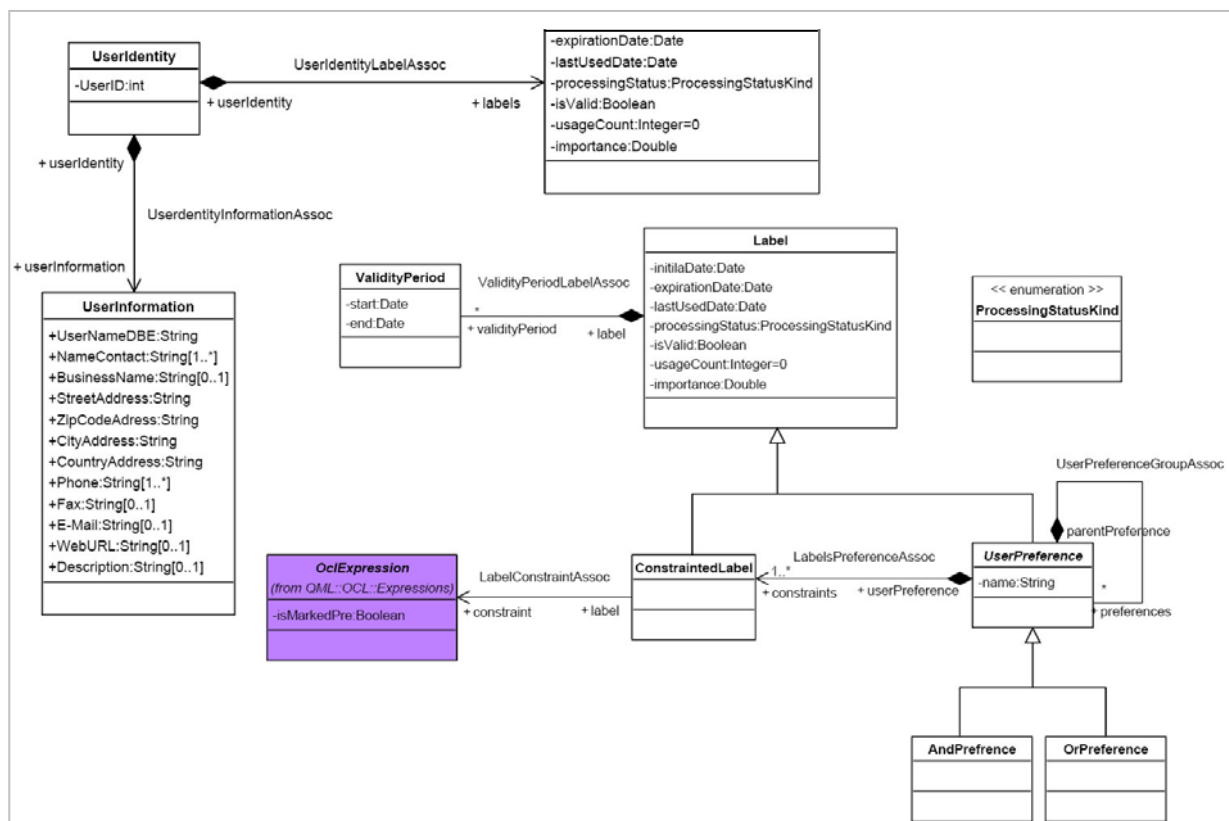 UserIdentity
-UserID:int
UserIdentityLabelAssoc
+ userIdentity
+ labels
-expirationDate:Date
-lastUsedDate:Date
-processingStatus:ProcessingStatusKind
-isValid:Boolean
-usageCount:Integer=0
-importance:Double
+ userIdentity
UserdentityInformationAssoc
+ userInformation
UserInformation
+UserNameDBE:String
+NameContact:String[1..*]
+BusinessName:String[0..1]
+StreetAddress:String
+ZipCodeAdress:String
+CityAddress:String
+CountryAddress:String
+Phone:String[1..*]
+Fax:String[0..1]
+E-Mail:String[0..1]
+WebURL:String[0..1]
+Description:String[0..1]
ValidityPeriod
-start:Date
-end:Date
ValidityPeriodLabelAssoc
*
+ validityPeriod
+ label
Label
-initilaDate:Date
-expirationDate:Date
-lastUsedDate:Date
-processingStatus:ProcessingStatusKind
-isValid:Boolean
-usageCount:Integer=0
-importance:Double
<< enumeration >>
ProcessingStatusKind
UserPreferenceGroupAssoc
parentPreference
OclExpression
(from QML::OCL::Expressions)
-isMarkedPre:Boolean
LabelConstraintAssoc
+ constraint
+ label
ConstraintedLabel
LabelsPreferenceAssoc
1..*
+ constraints
+ userPreference
UserPreference
-name:String
*
+ preferences
AndPrefrence
OrPreference